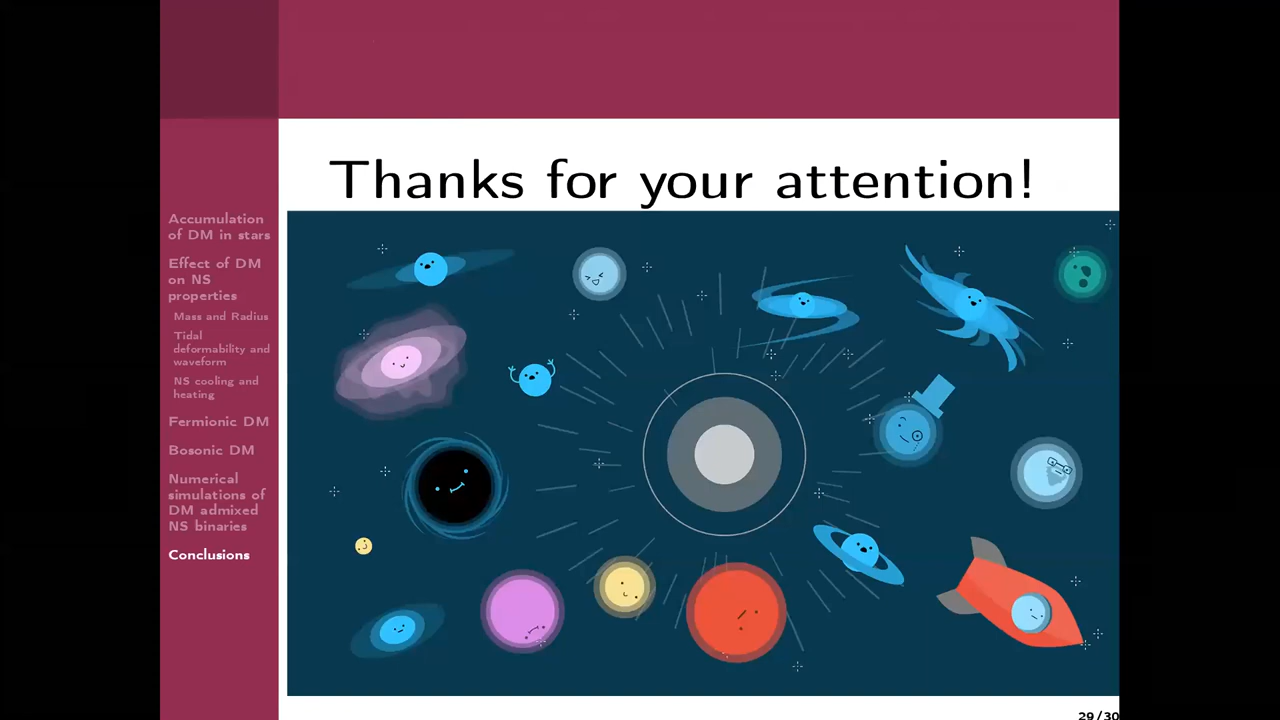 Thanks for your attention!
Accumulation
of DM in stars
Effect of DM
on NS
properties
Mass and Radius
Tidal
deformability and
waveform
NS cooling and
heating
Fermionic DM
Bosonic DM
Numerical
simulations of
DM admixed
NS binaries
Conclusions
29 / 30